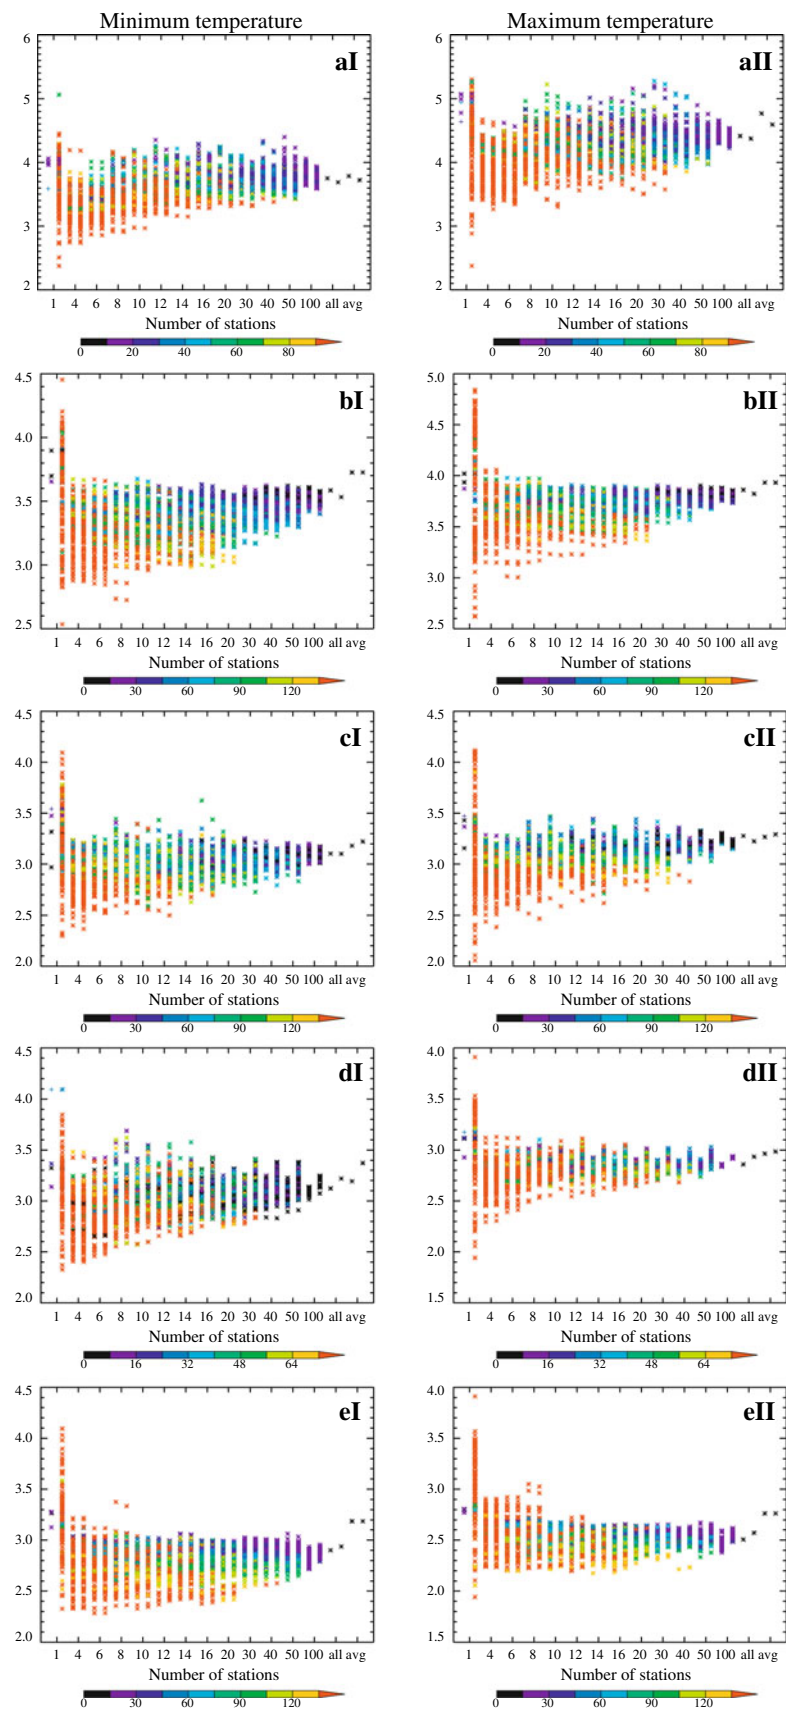 Minimum temperature
Maximum temperature
aI
6
5
4
3
2
1 4 6 8 10 12 14 16 20 30 40 50 100 all avg
Number of stations
0 20 40 60 80
aII
6
5
4
3
2
1 4 6 8 10 12 14 16 20 30 40 50 100 all avg
Number of stations
0 20 40 60 80
bI
4.5
4.0
3.5
3.0
2.5
1 4 6 8 10 12 14 16 20 30 40 50 100 all avg
Number of stations
0 30 60 90 120
bII
5.0
4.5
4.0
3.5
3.0
2.5
1 4 6 8 10 12 14 16 20 30 40 50 100 all avg
Number of stations
0 30 60 90 120
cI
4.5
4.0
3.5
3.0
2.5
2.0
1 4 6 8 10 12 14 16 20 30 40 50 100 all avg
Number of stations
0 30 60 90 120
cII
4.5
4.0
3.5
3.0
2.5
2.0
1 4 6 8 10 12 14 16 20 30 40 50 100 all avg
Number of stations
0 30 60 90 120
dI
4.5
4.0
3.5
3.0
2.5
2.0
1 4 6 8 10 12 14 16 20 30 40 50 100 all avg
Number of stations
0 16 32 48 64
dII
4.0
3.5
3.0
2.5
2.0
1.5
1 4 6 8 10 12 14 16 20 30 40 50 100 all avg
Number of stations
0 16 32 48 64
eI
4.5
4.0
3.5
3.0
2.5
2.0
1 4 6 8 10 12 14 16 20 30 40 50 100 all avg
Number of stations
0 30 60 90 120
eII
4.0
3.5
3.0
2.5
2.0
1.5
1 4 6 8 10 12 14 16 20 30 40 50 100 all avg
Number of stations
0 30 60 90 120